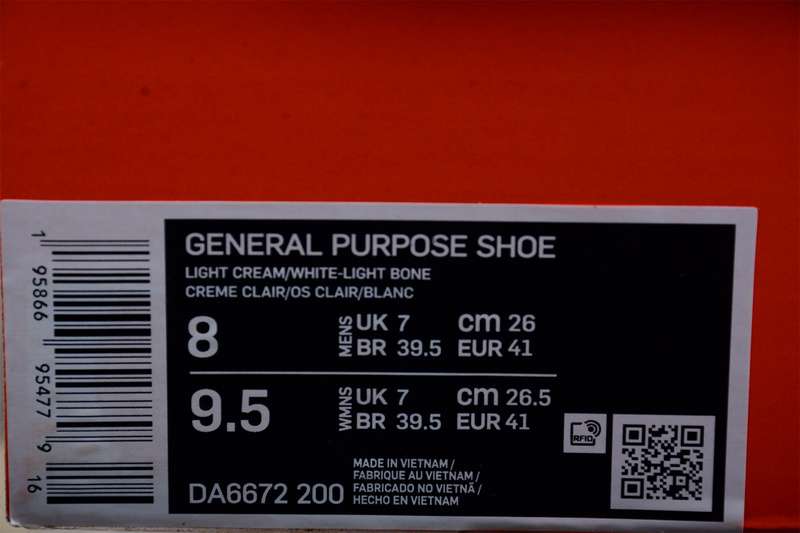 GENERAL PURPOSE SHOE
LIGHT CREAM/WHITE-LIGHT BONE
CREME CLAIR/OS CLAIR/BLANC
8 MENS UK 7 cm 26
BR 39.5 EUR 41
9.5 WMNS UK 7 cm 26.5
BR 39.5 EUR 41
DA6672 200
MADE IN VIETNAM /
FABRIQUE AU VIETNAM /
FABRICADO NO VIETNÃ /
HECHO EN VIETNAM
RFID
1 95866 95477 9 16